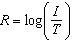 R = log(I/T)